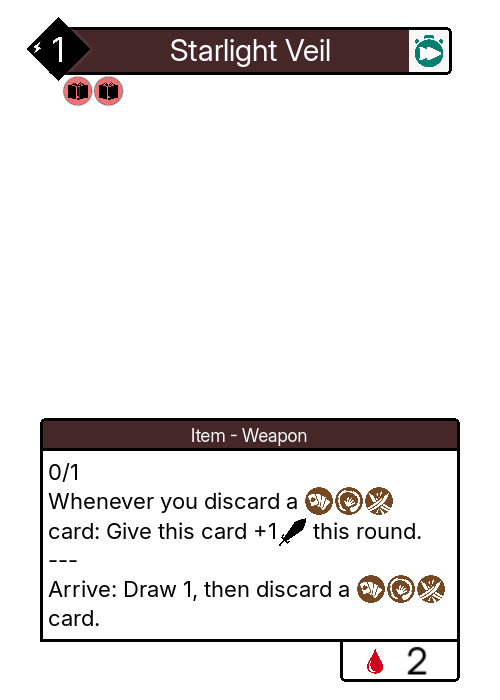 1
Starlight Veil
Item - Weapon
0/1
Whenever you discard a
card: Give this card +1 this round.
---
Arrive: Draw 1, then discard a
card.
2